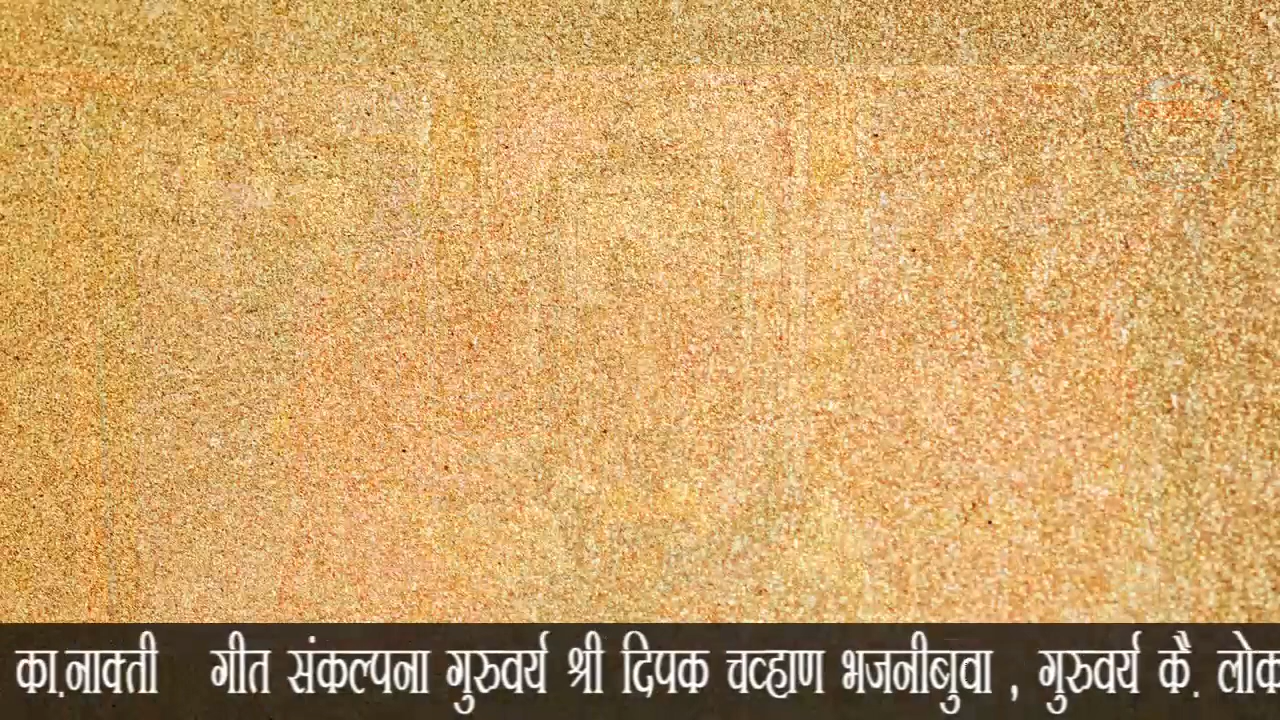 का.नाक्ती गीत संकल्पना गुरुवर्य श्री दिपक चव्हाण भजनीबुवा , गुरुवर्य कै. लोक